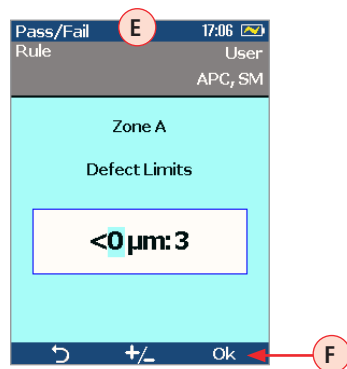 Pass/Fail E 17:06
Rule User
APC, SM
Zone A
Defect Limits
<0 µm: 3
+/- Ok F